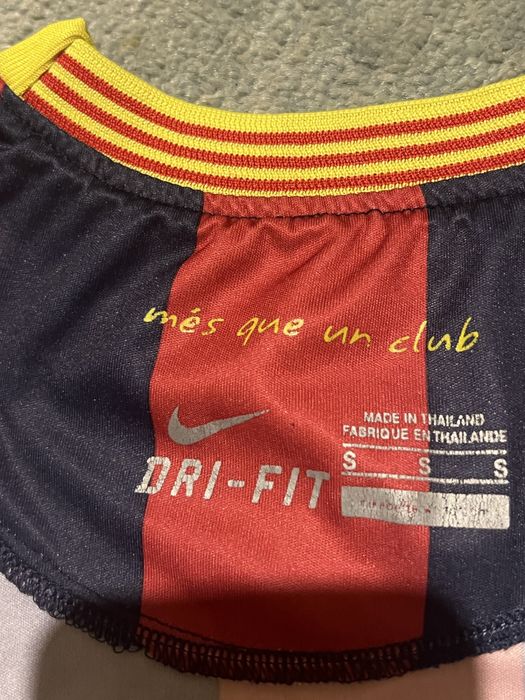 més que un club
DRI-FIT
MADE IN THAILAND
FABRIQUE EN THAILANDE
S S S